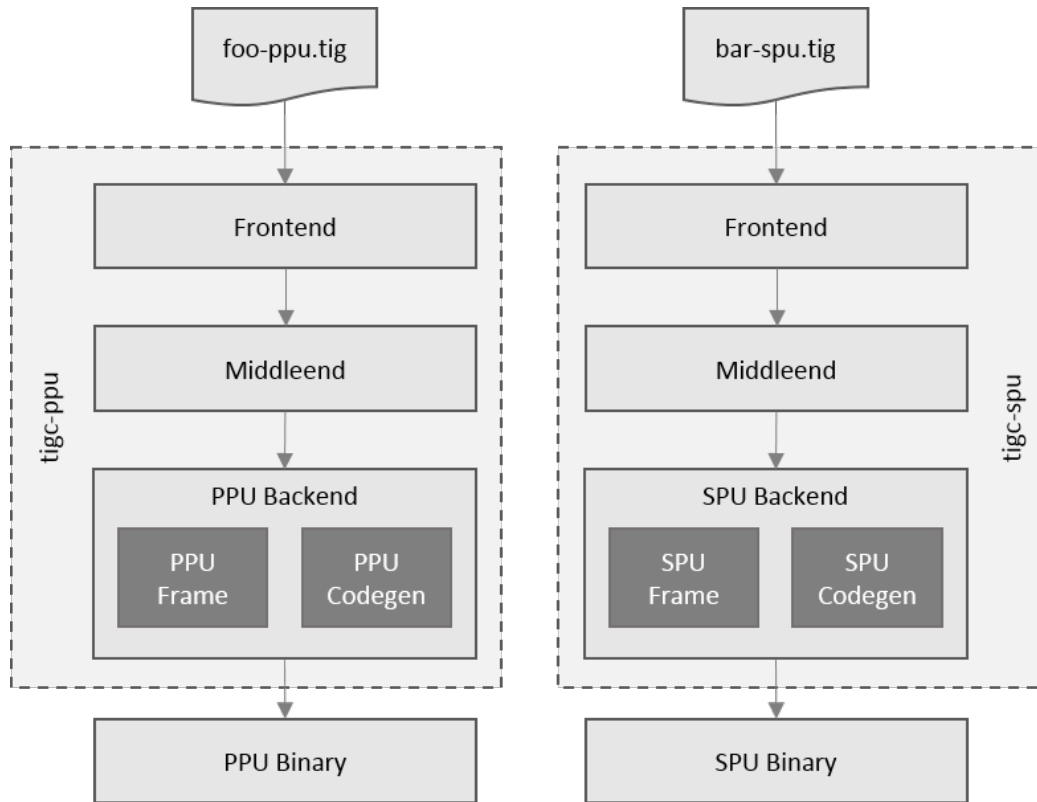 foo-ppu.tig
bar-spu.tig
Frontend
Frontend
Middleend
Middleend
tigc-ppu
tigc-spu
PPU Backend
SPU Backend
PPU
Frame
PPU
Codegen
SPU
Frame
SPU
Codegen
PPU Binary
SPU Binary